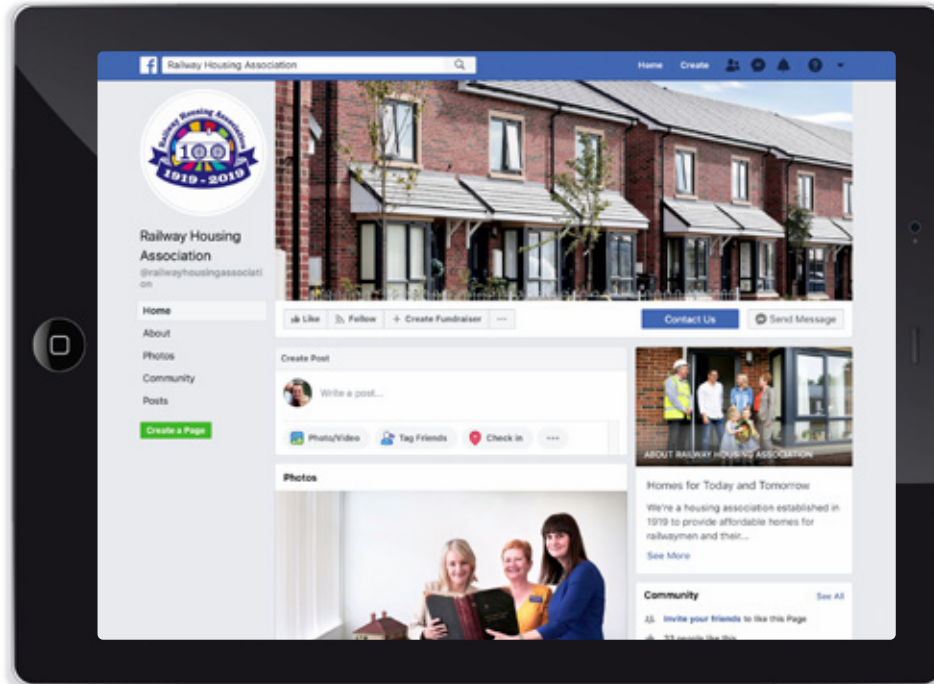 Railway Housing Association
Home Create
Railway Housing Association
100
1919 - 2019
Railway Housing
Association
@railwayhousingassociati
on
Home
About
Photos
Community
Posts
Create a Page
Like Follow + Create Fundraiser ...
Contact Us Send Message
Create Post
Write a post...
Photo/Video Tag Friends Check in ...
Photos
ABOUT RAILWAY HOUSING ASSOCIATION
Homes for Today and Tomorrow
We're a housing association established in
1919 to provide affordable homes for
railwaymen and their...
See More
Community See All
Invite your friends to like this Page
70 people like this